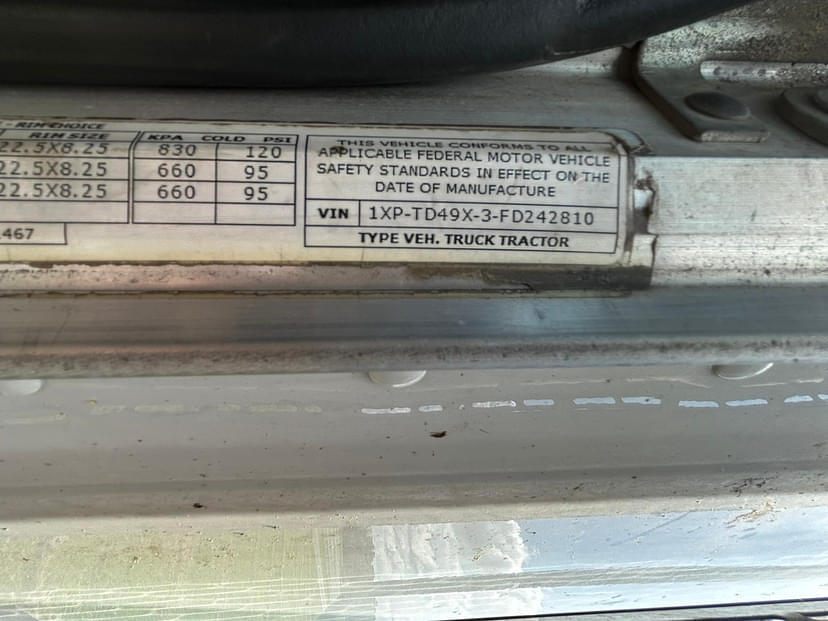 - RIM CHOICE
RIM SIZE KPA COLD PSI
22.5X8.25 830 120
22.5X8.25 660 95
22.5X8.25 660 95
467
THIS VEHICLE CONFORMS TO ALL
APPLICABLE FEDERAL MOTOR VEHICLE
SAFETY STANDARDS IN EFFECT ON THE
DATE OF MANUFACTURE
VIN 1XP-TD49X-3-FD242810
TYPE VEH. TRUCK TRACTOR